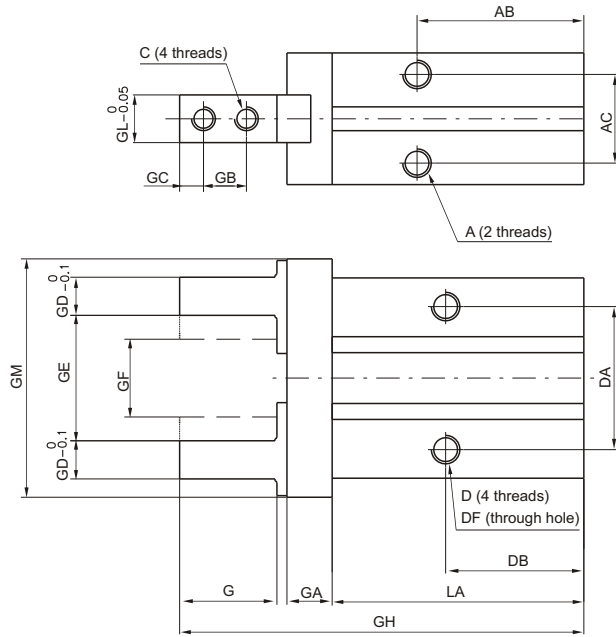 AB
C (4 threads)
GL-0.05 0
AC
GC
GB
A (2 threads)
GD-0.1 0
GM
GE
GF
DA
GD-0.1 0
D (4 threads)
DF (through hole)
DB
G
GA
LA
GH